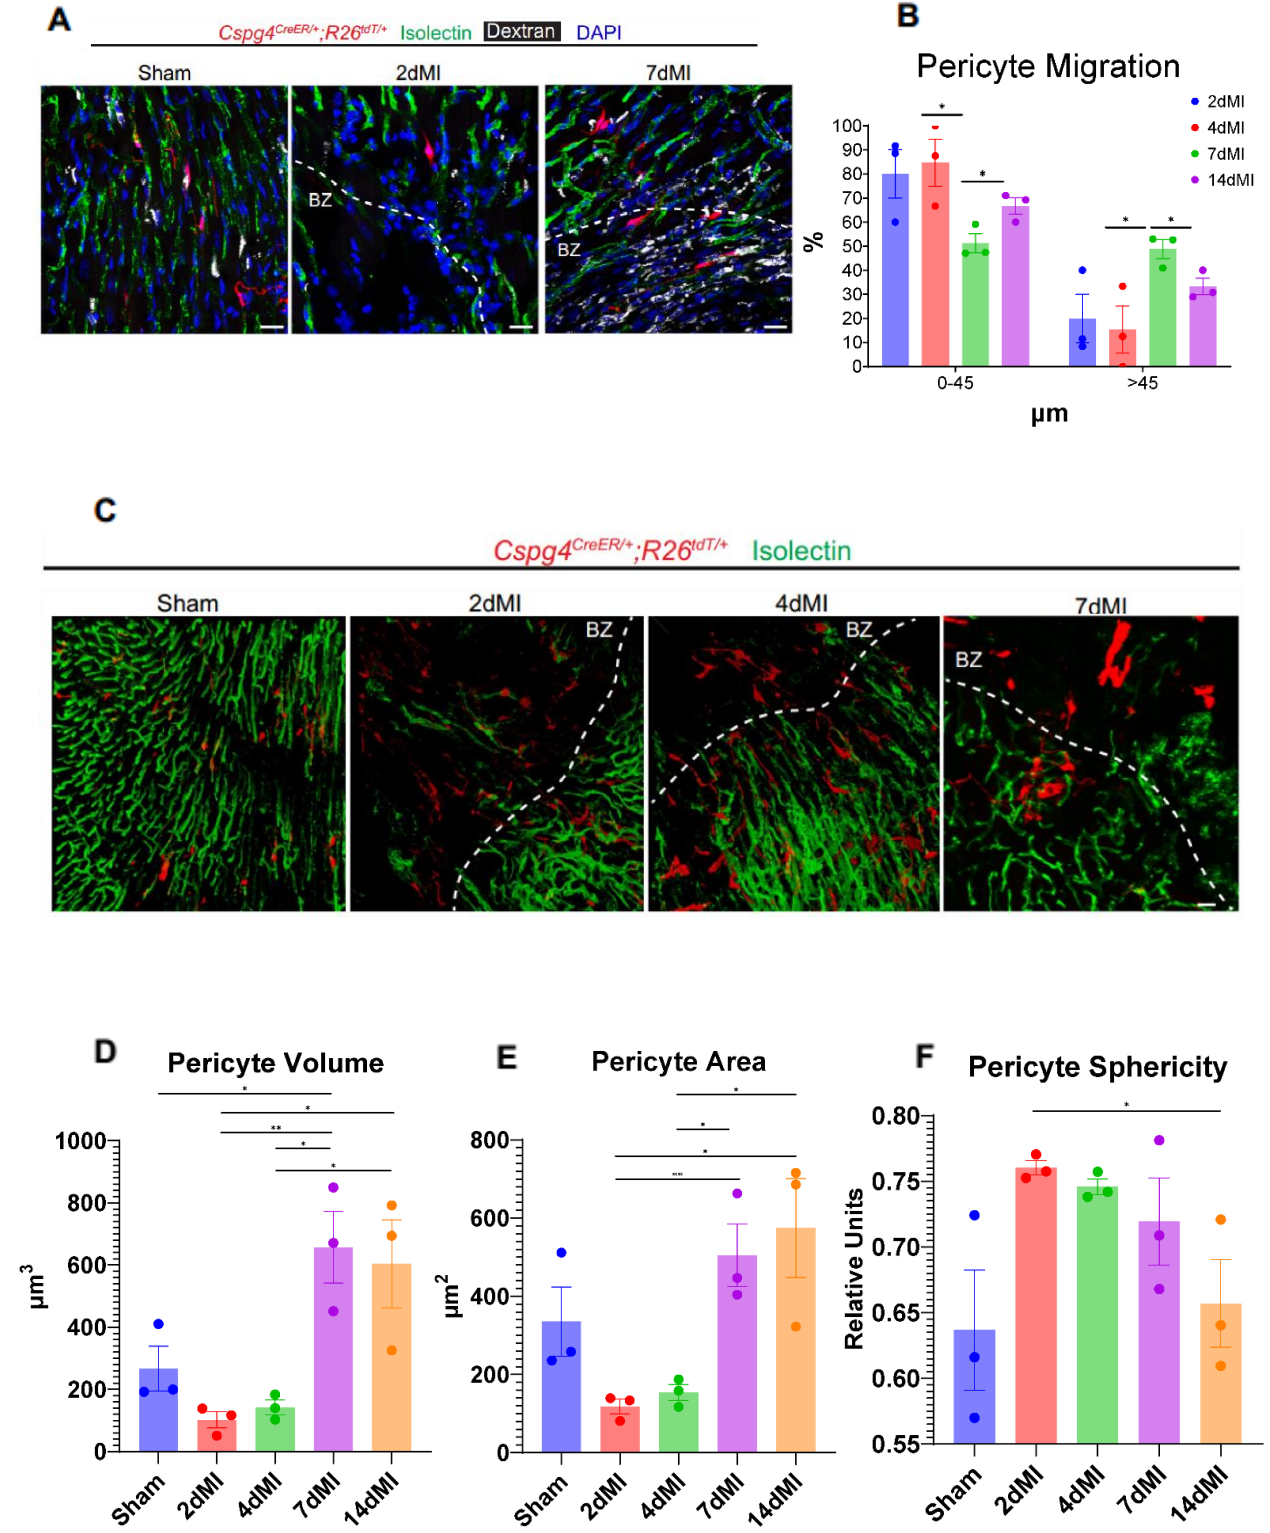 A
Cspg4CreER/+;R26tdT/+ Isolectin Dextran DAPI
Sham 2dMI 7dMI
BZ
BZ
B
Pericyte Migration
2dMI
4dMI
7dMI
14dMI
%
100
90
80
70
60
50
40
30
20
10
0
* * * *
0-45 >45
µm
C
Cspg4CreER/+;R26tdT/+ Isolectin
Sham 2dMI 4dMI 7dMI
BZ BZ BZ
D
Pericyte Volume
* * ** * *
µm3
1000
800
600
400
200
0
Sham 2dMI 4dMI 7dMI 14dMI
E
Pericyte Area
* * * **
µm2
800
600
400
200
0
Sham 2dMI 4dMI 7dMI 14dMI
F
Pericyte Sphericity
*
Relative Units
0.80
0.75
0.70
0.65
0.60
0.55
Sham 2dMI 4dMI 7dMI 14dMI